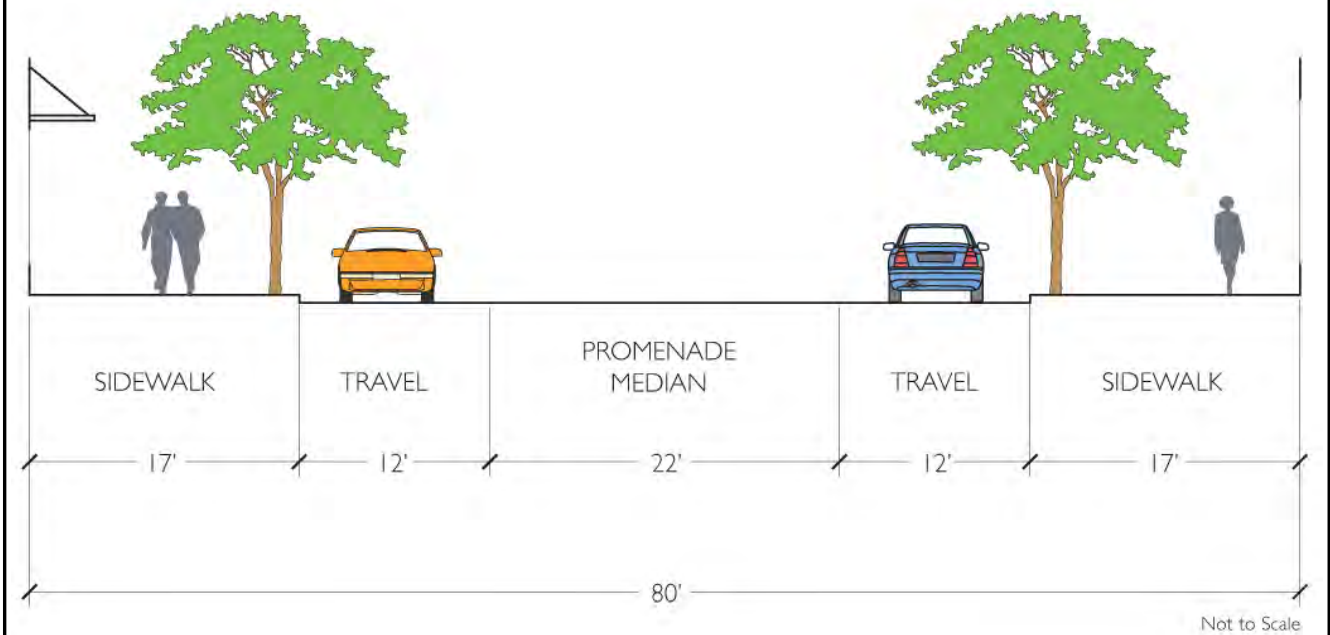 SIDEWALK
TRAVEL
PROMENADE
MEDIAN
TRAVEL
SIDEWALK
17'
12'
22'
12'
17'
80'
Not to Scale